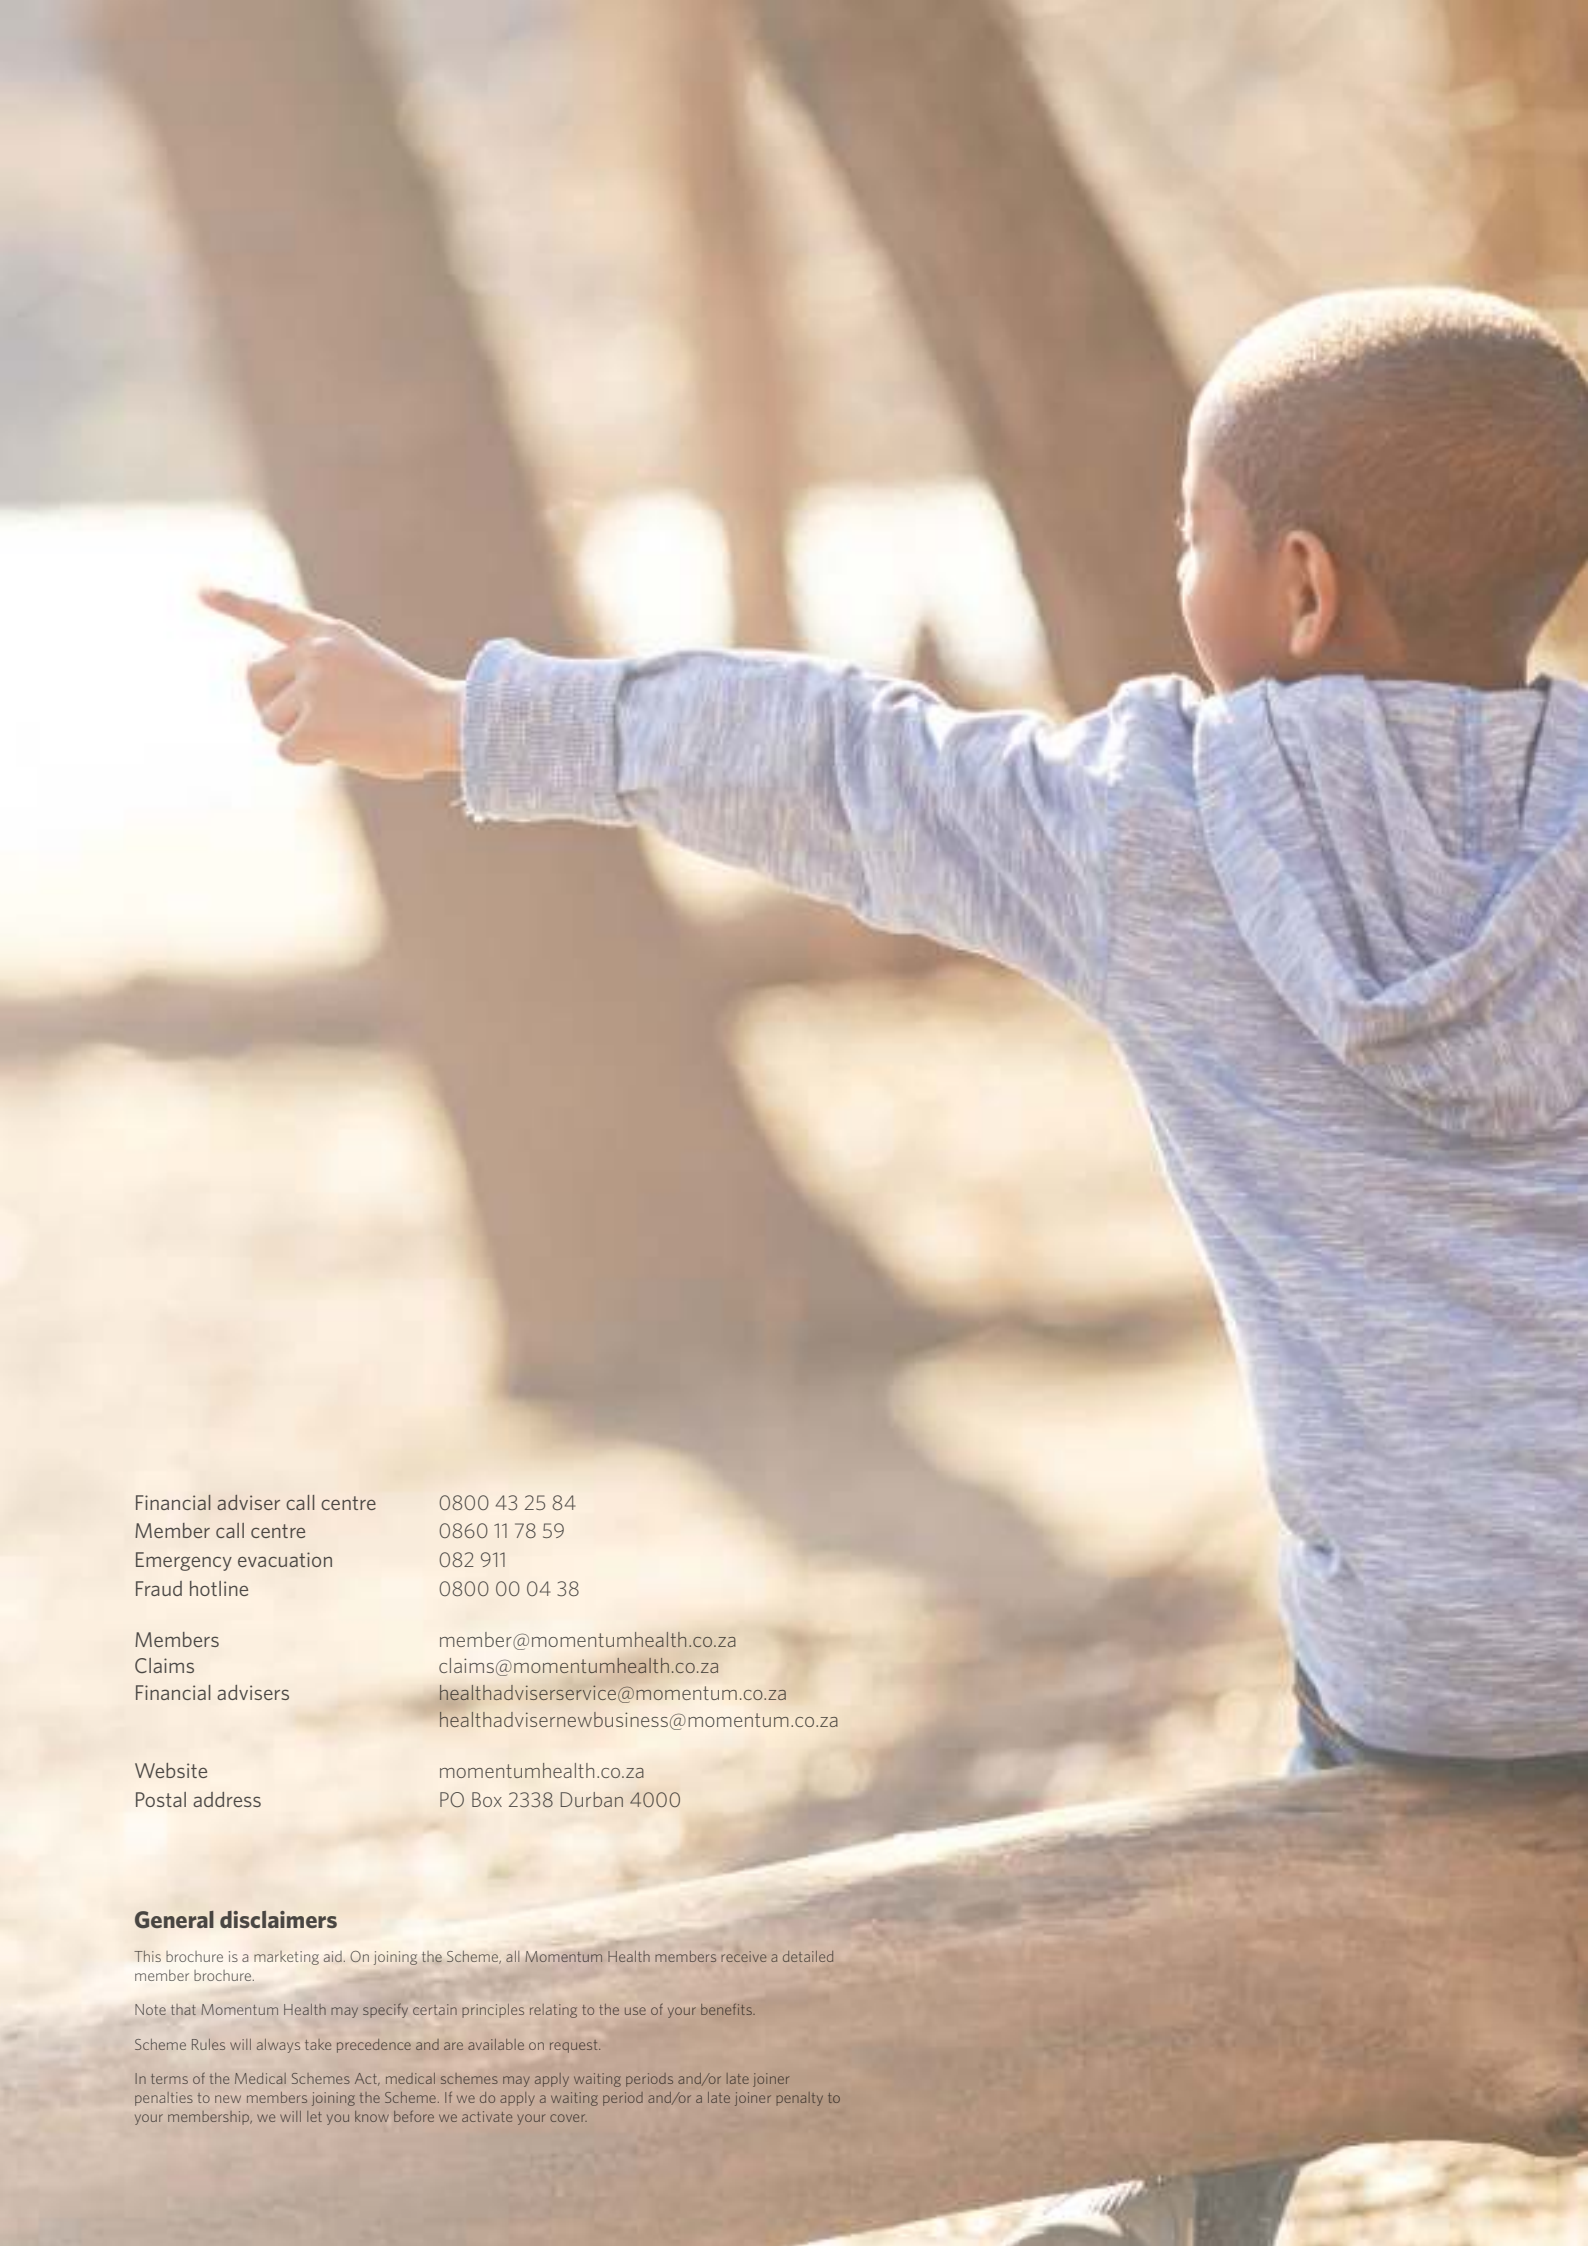 Financial adviser call centre 0800 43 25 84
Member call centre 0860 11 78 59
Emergency evacuation 082 911
Fraud hotline 0800 00 04 38
Members member@momentumhealth.co.za
Claims claims@momentumhealth.co.za
Financial advisers healthadviserservice@momentum.co.za
healthadvisernewbusiness@momentum.co.za
Website momentumhealth.co.za
Postal address PO Box 2338 Durban 4000
General disclaimers
This brochure is a marketing aid. On joining the Scheme, all Momentum Health members receive a detailed
member brochure.
Note that Momentum Health may specify certain principles relating to the use of your benefits.
Scheme Rules will always take precedence and are available on request.
In terms of the Medical Schemes Act, medical schemes may apply waiting periods and/or late joiner
penalties to new members joining the Scheme. If we do apply a waiting period and/or a late joiner penalty to
your membership, we will let you know before we activate your cover.